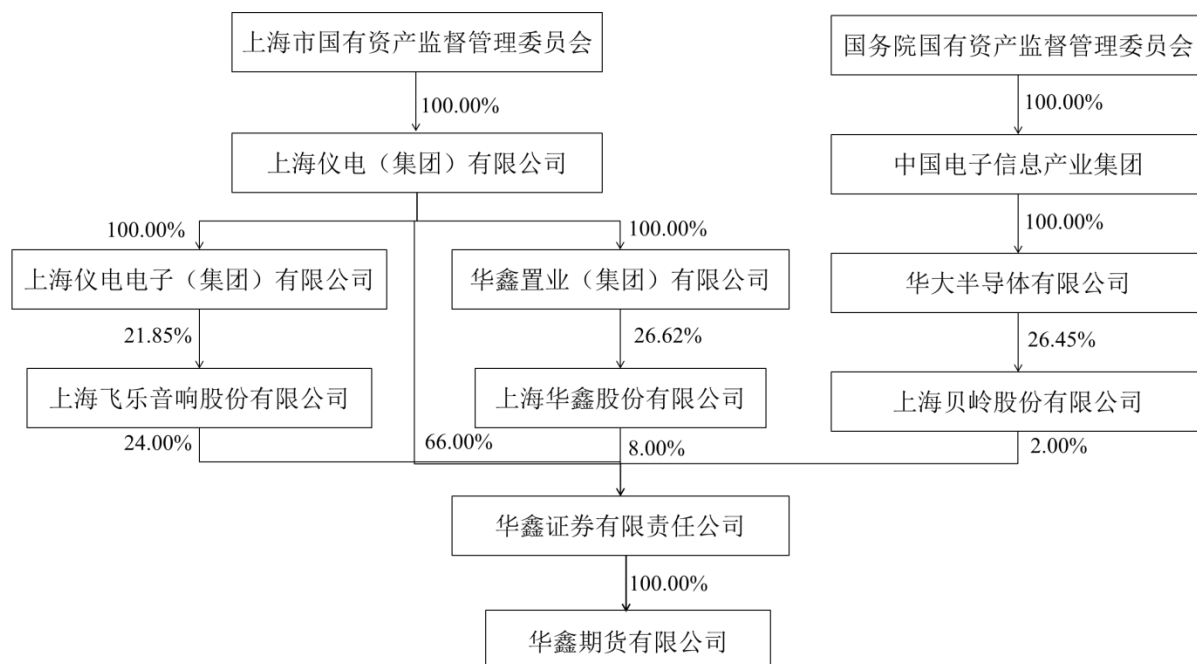 上海市国有资产监督管理委员会
国务院国有资产监督管理委员会
100.00%
100.00%
上海仪电（集团）有限公司
中国电子信息产业集团
100.00%
100.00%
100.00%
上海仪电电子（集团）有限公司
华鑫置业（集团）有限公司
华大半导体有限公司
21.85%
26.62%
26.45%
上海飞乐音响股份有限公司
上海华鑫股份有限公司
上海贝岭股份有限公司
24.00%
66.00%
8.00%
2.00%
华鑫证券有限责任公司
100.00%
华鑫期货有限公司